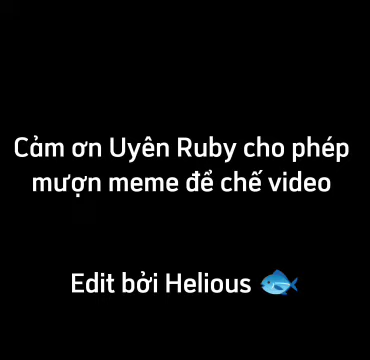 Cảm ơn Uyên Ruby cho phép
mượn meme để chế video
Edit bởi Helious 🐟